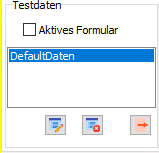 Testdaten
Aktives Formular
DefaultDaten